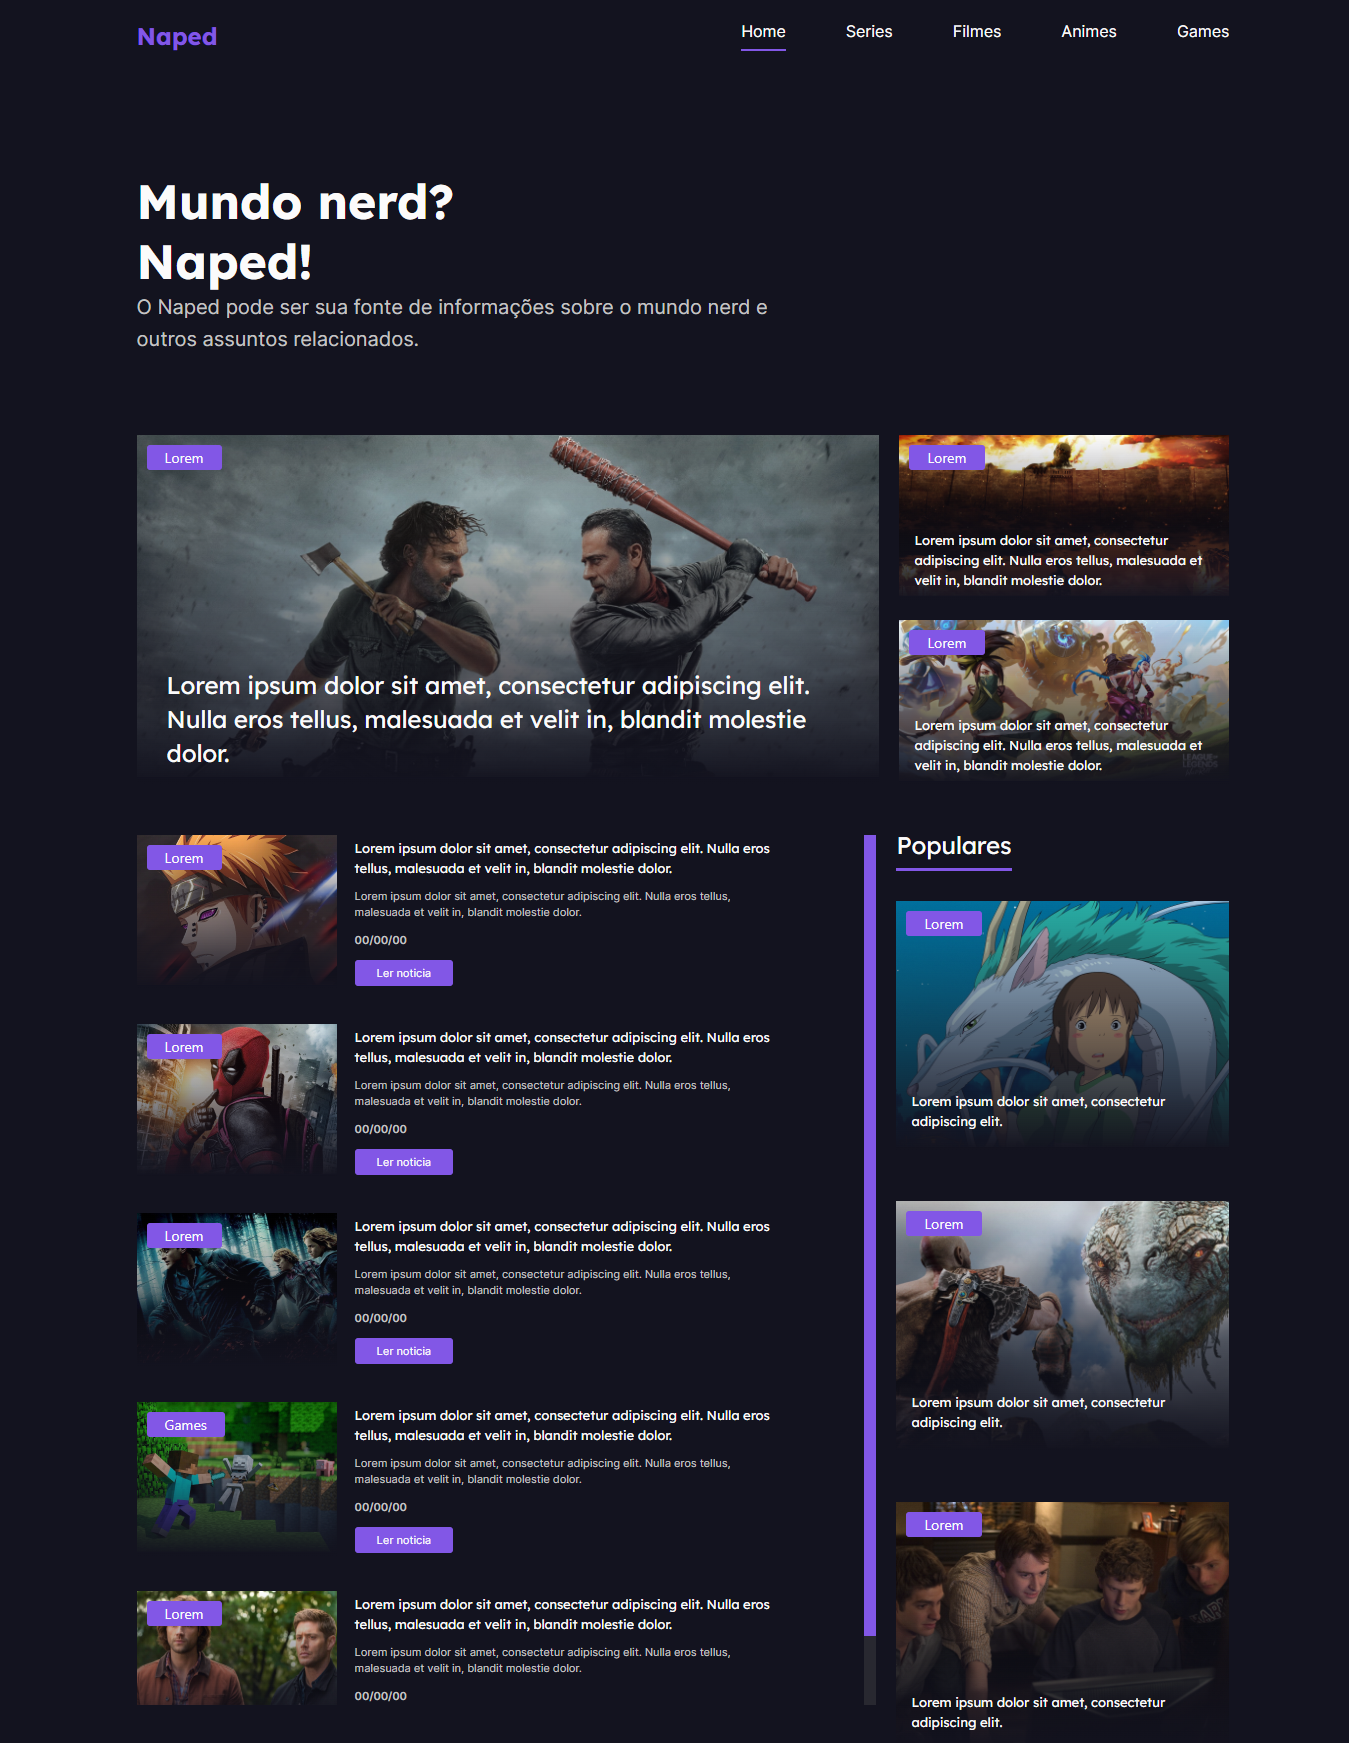 Naped
Home Series Filmes Animes Games
Mundo nerd?
Naped!
O Naped pode ser sua fonte de informações sobre o mundo nerd e
outros assuntos relacionados.
Lorem
Lorem ipsum dolor sit amet, consectetur adipiscing elit.
Nulla eros tellus, malesuada et velit in, blandit molestie
dolor.
Lorem
Lorem ipsum dolor sit amet, consectetur
adipiscing elit. Nulla eros tellus, malesuada et
velit in, blandit molestie dolor.
Lorem
Lorem ipsum dolor sit amet, consectetur
adipiscing elit. Nulla eros tellus, malesuada et
velit in, blandit molestie dolor.
LEAGUE OF
LEGENDS
Lorem
Lorem ipsum dolor sit amet, consectetur adipiscing elit. Nulla eros
tellus, malesuada et velit in, blandit molestie dolor.
Lorem ipsum dolor sit amet, consectetur adipiscing elit. Nulla eros tellus,
malesuada et velit in, blandit molestie dolor.
00/00/00
Ler noticia
Lorem
Lorem ipsum dolor sit amet, consectetur adipiscing elit. Nulla eros
tellus, malesuada et velit in, blandit molestie dolor.
Lorem ipsum dolor sit amet, consectetur adipiscing elit. Nulla eros tellus,
malesuada et velit in, blandit molestie dolor.
00/00/00
Ler noticia
Lorem
Lorem ipsum dolor sit amet, consectetur adipiscing elit. Nulla eros
tellus, malesuada et velit in, blandit molestie dolor.
Lorem ipsum dolor sit amet, consectetur adipiscing elit. Nulla eros tellus,
malesuada et velit in, blandit molestie dolor.
00/00/00
Ler noticia
Games
Lorem ipsum dolor sit amet, consectetur adipiscing elit. Nulla eros
tellus, malesuada et velit in, blandit molestie dolor.
Lorem ipsum dolor sit amet, consectetur adipiscing elit. Nulla eros tellus,
malesuada et velit in, blandit molestie dolor.
00/00/00
Ler noticia
Lorem
Lorem ipsum dolor sit amet, consectetur adipiscing elit. Nulla eros
tellus, malesuada et velit in, blandit molestie dolor.
Lorem ipsum dolor sit amet, consectetur adipiscing elit. Nulla eros tellus,
malesuada et velit in, blandit molestie dolor.
00/00/00
Populares
Lorem
Lorem ipsum dolor sit amet, consectetur
adipiscing elit.
Lorem
Lorem ipsum dolor sit amet, consectetur
adipiscing elit.
Lorem
Lorem ipsum dolor sit amet, consectetur
adipiscing elit.